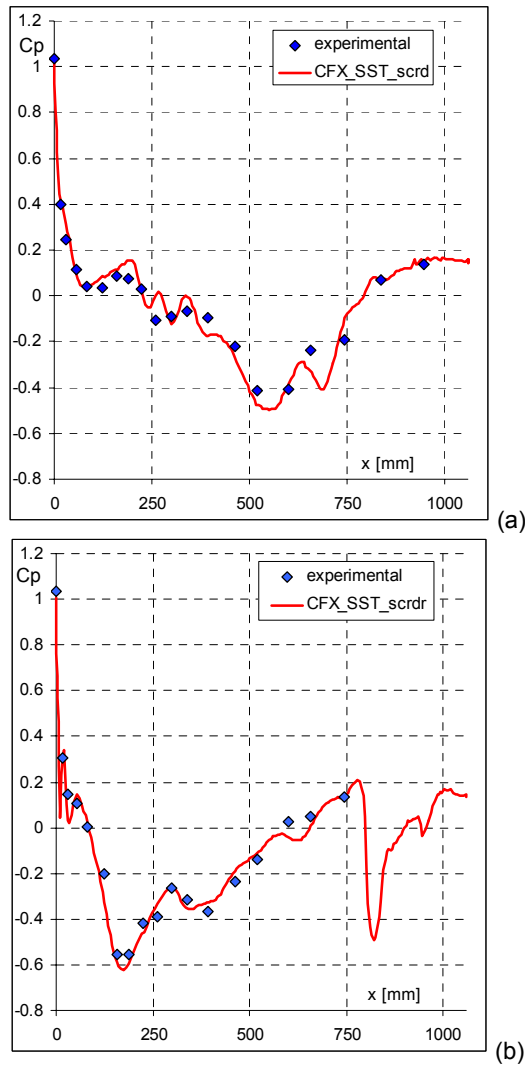 1.2
Cp
experimental
CFX_SST_scrd
1
0.8
0.6
0.4
0.2
0
-0.2
-0.4
-0.6
x [mm]
-0.8
0 250 500 750 1000
(a)
1.2
Cp
experimental
CFX_SST_scrdr
1
0.8
0.6
0.4
0.2
0
-0.2
-0.4
-0.6
x [mm]
-0.8
0 250 500 750 1000
(b)